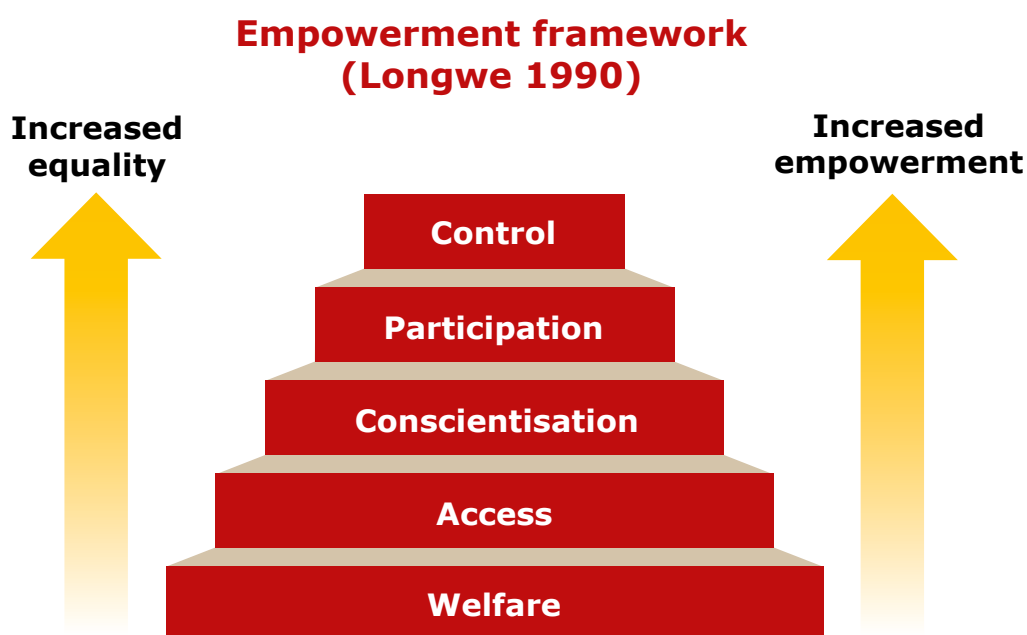 Empowerment framework
(Longwe 1990)
Increased
equality
Increased
empowerment
Control
Participation
Conscientisation
Access
Welfare